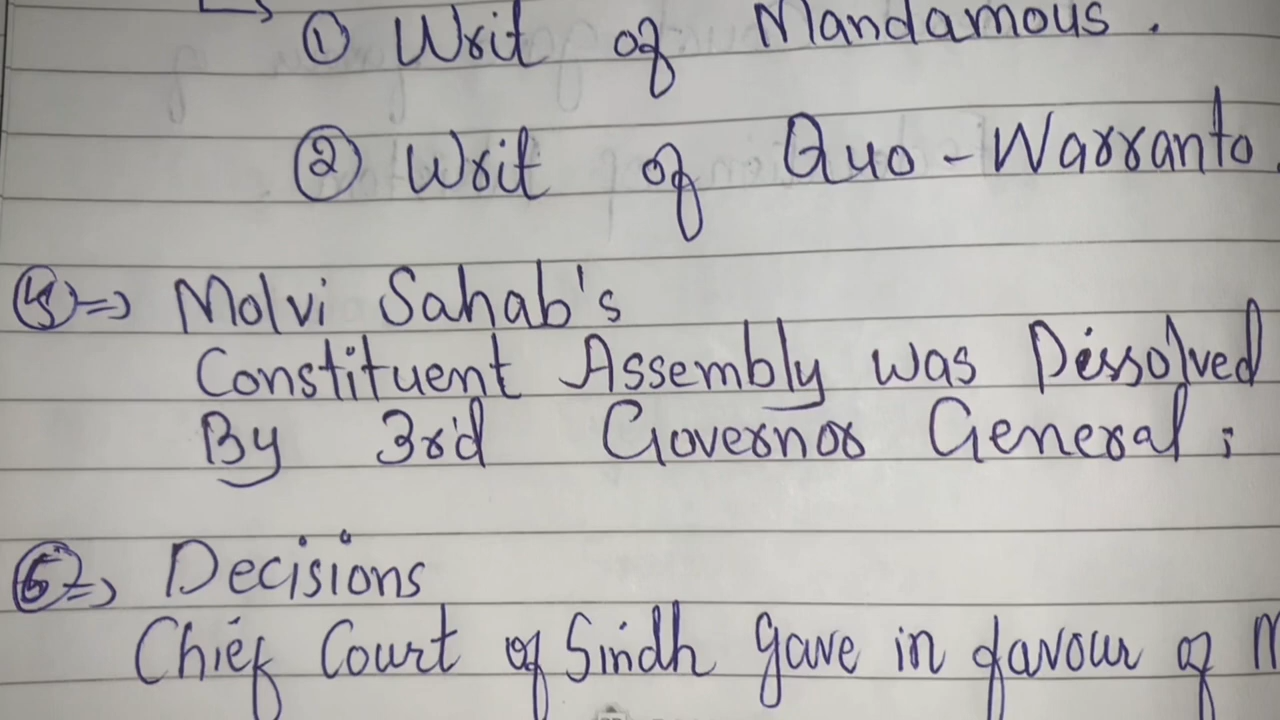 ① Writ of Mandamous.
② Writ of Quo-Warranto.
⑤⇒ Molvi Sahab's
Constituent Assembly was Dissolved
By 3rd Governor General:
⑥⇒ Decisions
Chief Court of Sindh gave in favour of M